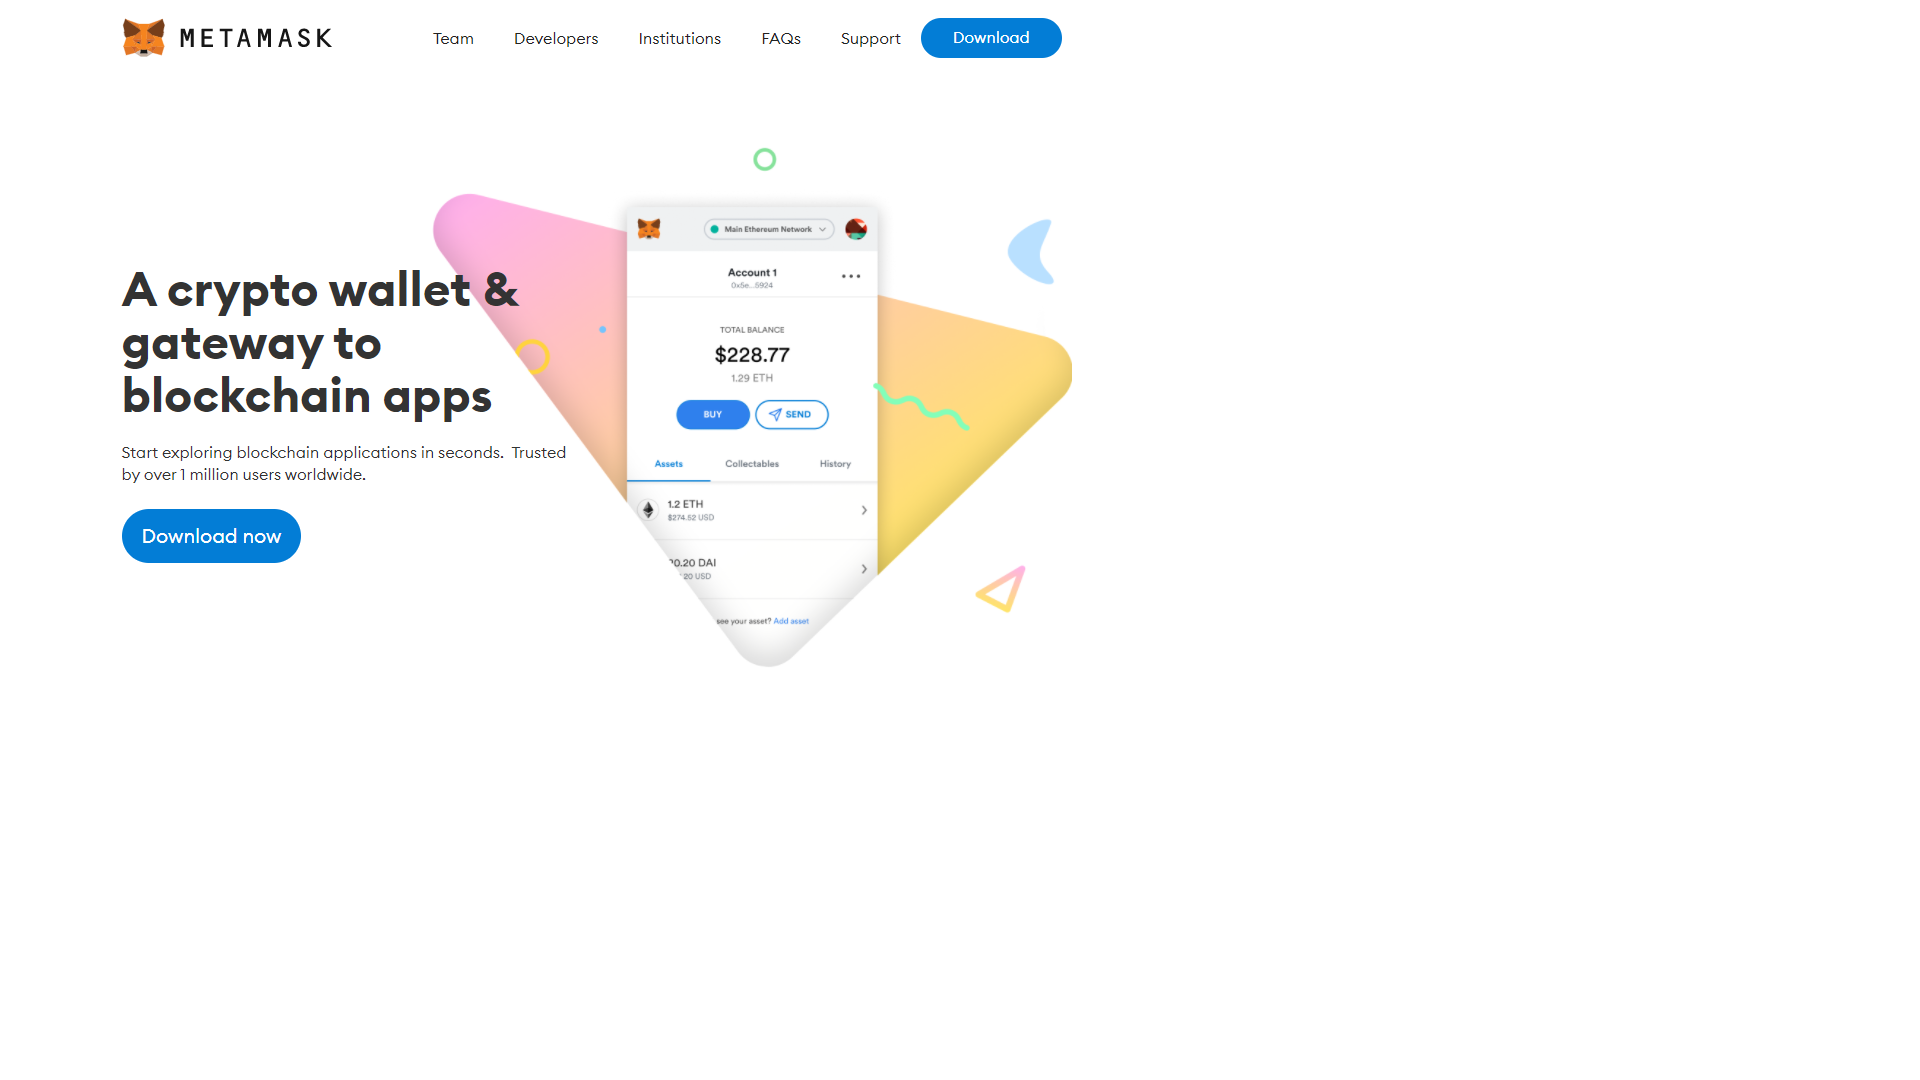 METAMASK
Team
Developers
Institutions
FAQs
Support
Download
Main Ethereum Network
Account 1
0x5e...5924
A crypto wallet &
gateway to
blockchain apps
TOTAL BALANCE
$228.77
1.29 ETH
BUY
SEND
Start exploring blockchain applications in seconds. Trusted
by over 1 million users worldwide.
Assets
Collectables
History
1.2 ETH
$274.52 USD
Download now
0.20 DAI
20 USD
see your asset? Add asset